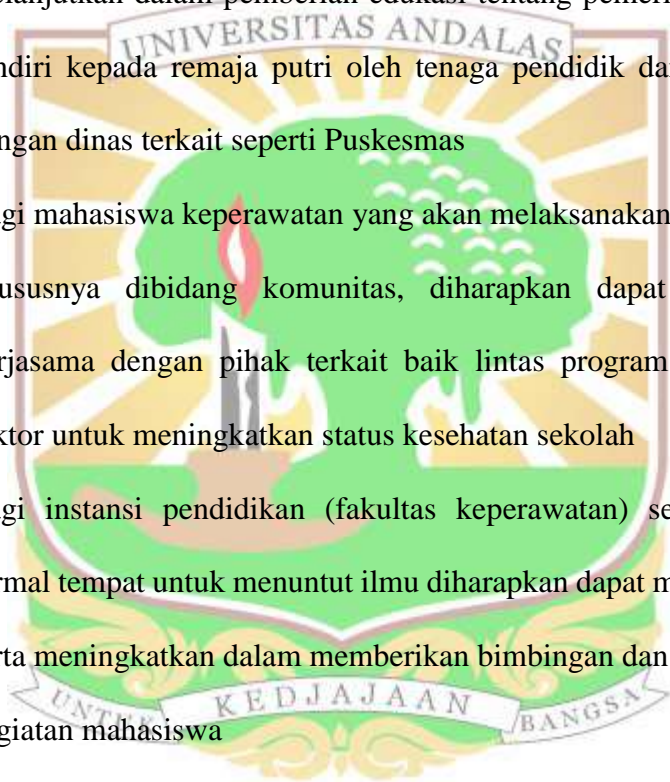 lanjutkan dalam pemberian edukasi tentang
UNIVERSITAS ANDALAS
ndiri kepada remaja putri oleh tenaga pendidik da
ngan dinas terkait seperti Puskesmas
gi mahasiswa keperawatan yang akan melaksanakan
ususnya dibidang komunitas, diharapkan dapat
rjasama dengan pihak terkait baik lintas program
ktor untuk meningkatkan status kesehatan sekolah
gi instansi pendidikan (fakultas keperawatan) se
rmal tempat untuk menuntut ilmu diharapkan dapat m
rta meningkatkan dalam memberikan bimbingan dan
UNTUK KEDJAJAAN BANGSA
giatan mahasiswa